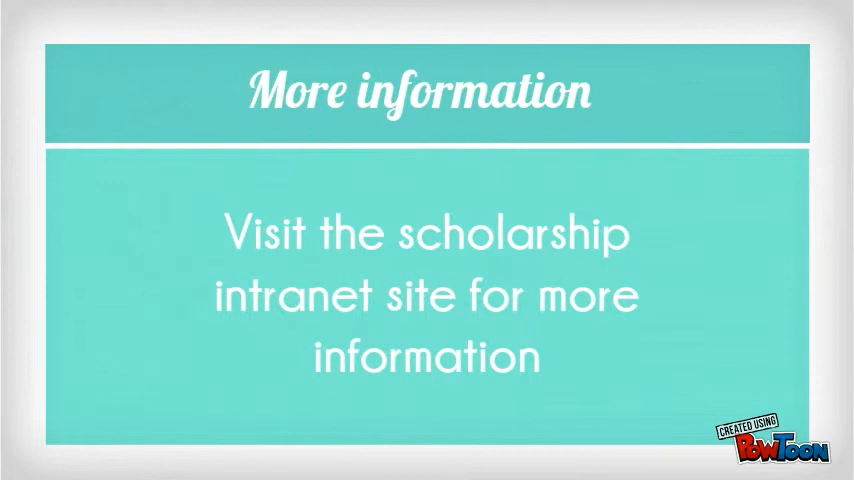 More information
Visit the scholarship
intranet site for more
information
CREATED USING
POWTOON